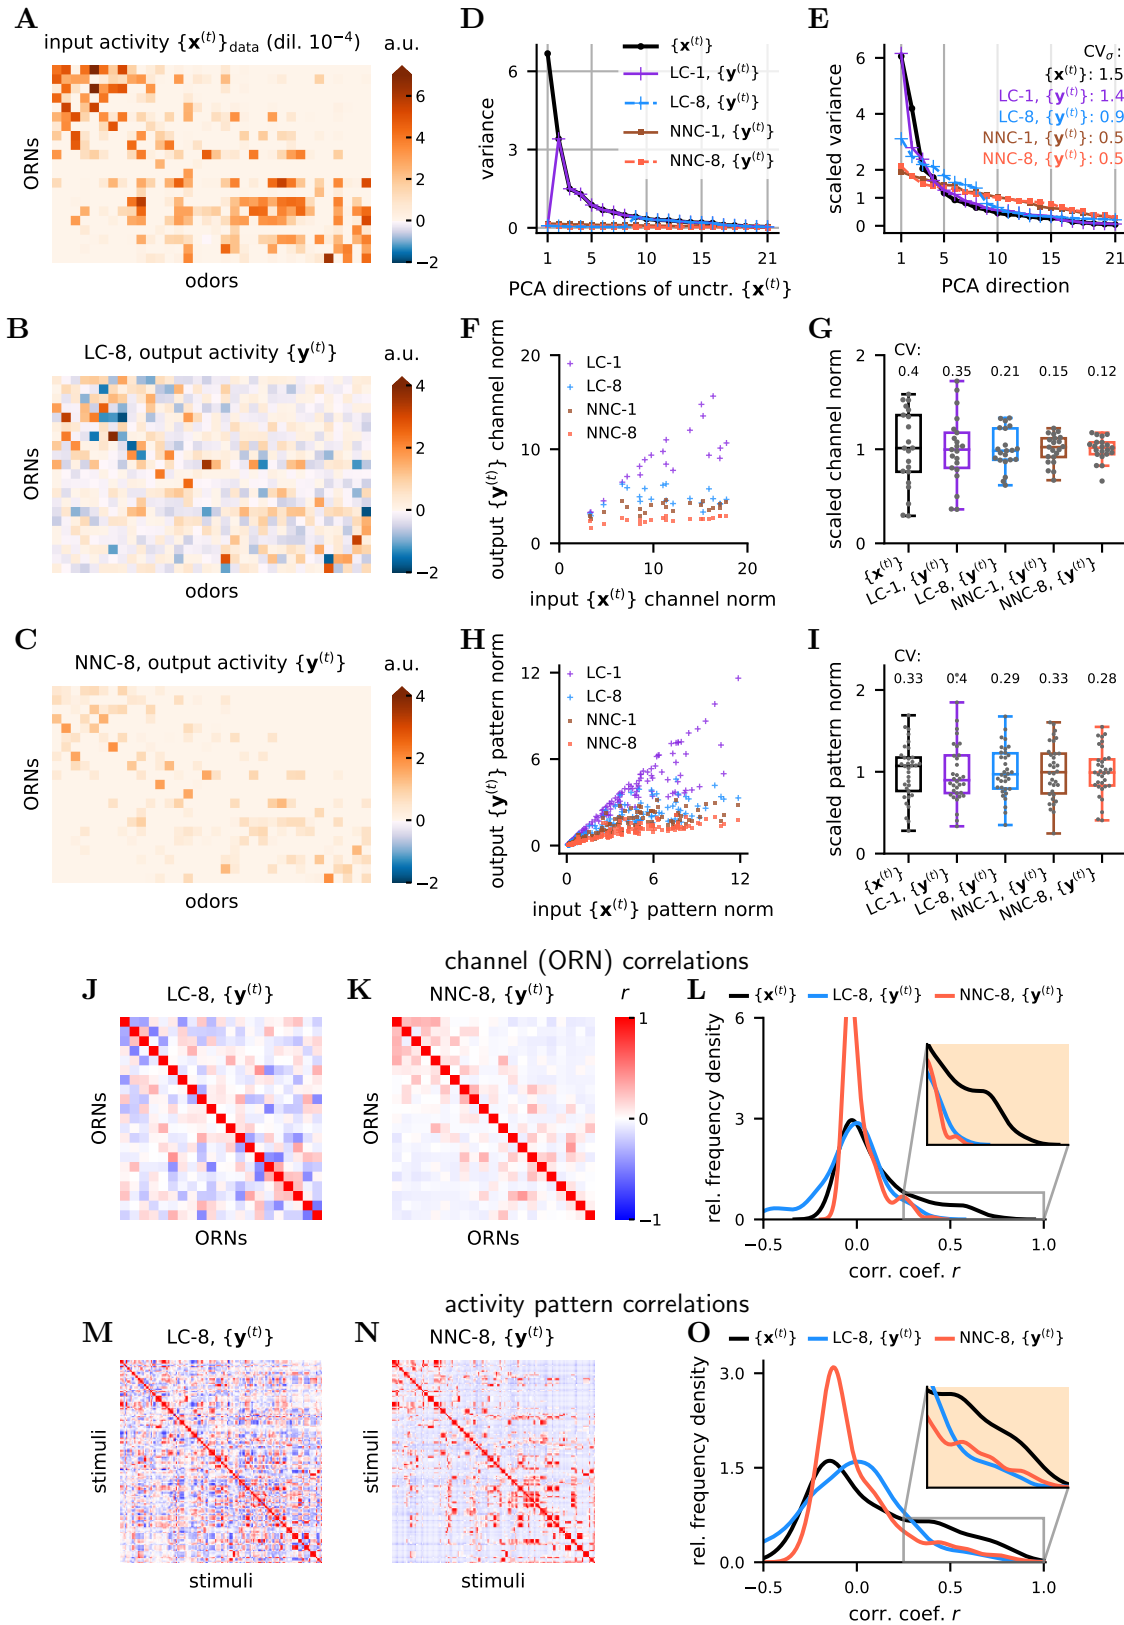 A
input activity {x⁽ᵗ⁾}data (dil. 10⁻⁴)
a.u.
6
4
2
0
−2
ORNs
odors
D
{x⁽ᵗ⁾}
LC-1, {y⁽ᵗ⁾}
LC-8, {y⁽ᵗ⁾}
NNC-1, {y⁽ᵗ⁾}
NNC-8, {y⁽ᵗ⁾}
variance
6
3
0
1 5 10 15 21
PCA directions of unctr. {x⁽ᵗ⁾}
E
CVσ:
{x⁽ᵗ⁾}: 1.5
LC-1, {y⁽ᵗ⁾}: 1.4
LC-8, {y⁽ᵗ⁾}: 0.9
NNC-1, {y⁽ᵗ⁾}: 0.5
NNC-8, {y⁽ᵗ⁾}: 0.5
scaled variance
6
4
2
1
0
1 5 10 15 21
PCA direction
B
LC-8, output activity {y⁽ᵗ⁾}
a.u.
4
2
0
−2
ORNs
odors
F
LC-1
LC-8
NNC-1
NNC-8
output {y⁽ᵗ⁾} channel norm
20
10
0
0 10 20
input {x⁽ᵗ⁾} channel norm
G
CV:
0.4 0.35 0.21 0.15 0.12
scaled channel norm
2
1
0
{x⁽ᵗ⁾}
LC-1, {y⁽ᵗ⁾}
LC-8, {y⁽ᵗ⁾}
NNC-1, {y⁽ᵗ⁾}
NNC-8, {y⁽ᵗ⁾}
C
NNC-8, output activity {y⁽ᵗ⁾}
a.u.
4
2
0
−2
ORNs
odors
H
LC-1
LC-8
NNC-1
NNC-8
output {y⁽ᵗ⁾} pattern norm
12
6
0
0 6 12
input {x⁽ᵗ⁾} pattern norm
I
CV:
0.33 0.4 0.29 0.33 0.28
scaled pattern norm
2
1
0
{x⁽ᵗ⁾}
LC-1, {y⁽ᵗ⁾}
LC-8, {y⁽ᵗ⁾}
NNC-1, {y⁽ᵗ⁾}
NNC-8, {y⁽ᵗ⁾}
channel (ORN) correlations
J
LC-8, {y⁽ᵗ⁾}
ORNs
ORNs
K
NNC-8, {y⁽ᵗ⁾}
r
1
0
−1
ORNs
ORNs
L
{x⁽ᵗ⁾} LC-8, {y⁽ᵗ⁾} NNC-8, {y⁽ᵗ⁾}
rel. frequency density
6
3
0
−0.5 0.0 0.5 1.0
corr. coef. r
activity pattern correlations
M
LC-8, {y⁽ᵗ⁾}
stimuli
stimuli
N
NNC-8, {y⁽ᵗ⁾}
stimuli
stimuli
O
{x⁽ᵗ⁾} LC-8, {y⁽ᵗ⁾} NNC-8, {y⁽ᵗ⁾}
rel. frequency density
3.0
1.5
0.0
−0.5 0.0 0.5 1.0
corr. coef. r